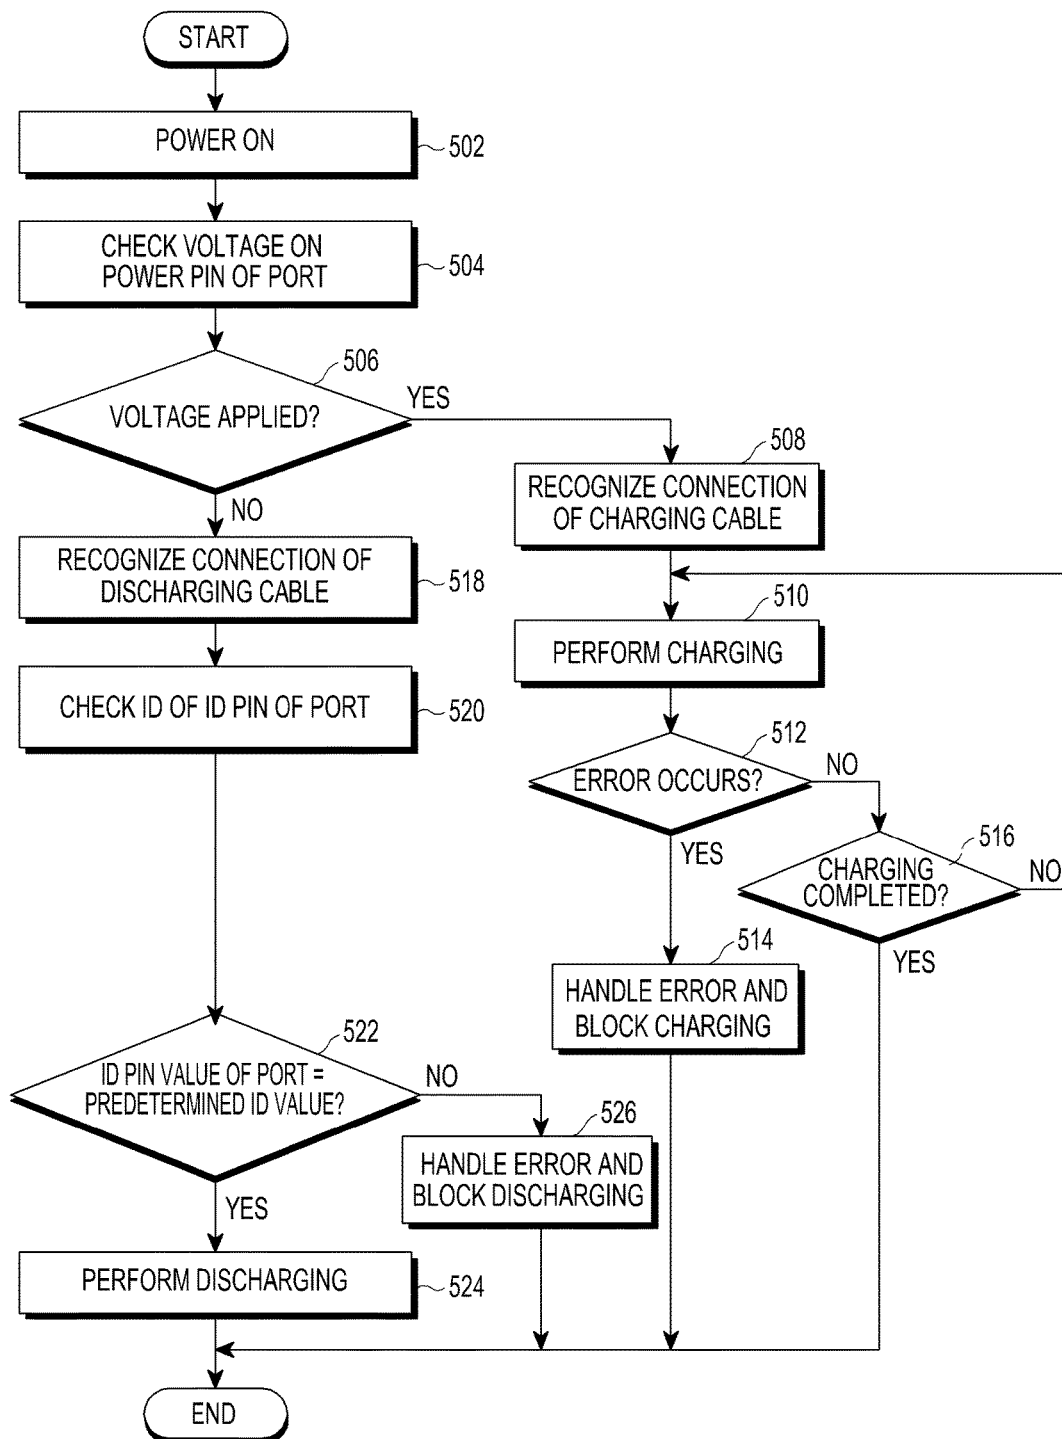 START
POWER ON
502
CHECK VOLTAGE ON
POWER PIN OF PORT
504
506
VOLTAGE APPLIED?
YES
NO
508
RECOGNIZE CONNECTION
OF CHARGING CABLE
RECOGNIZE CONNECTION OF
DISCHARGING CABLE
518
510
PERFORM CHARGING
CHECK ID OF ID PIN OF PORT
520
512
ERROR OCCURS?
NO
YES
516
CHARGING
COMPLETED?
NO
YES
514
HANDLE ERROR AND
BLOCK CHARGING
522
ID PIN VALUE OF PORT =
PREDETERMINED ID VALUE?
NO
YES
526
HANDLE ERROR AND
BLOCK DISCHARGING
PERFORM DISCHARGING
524
END